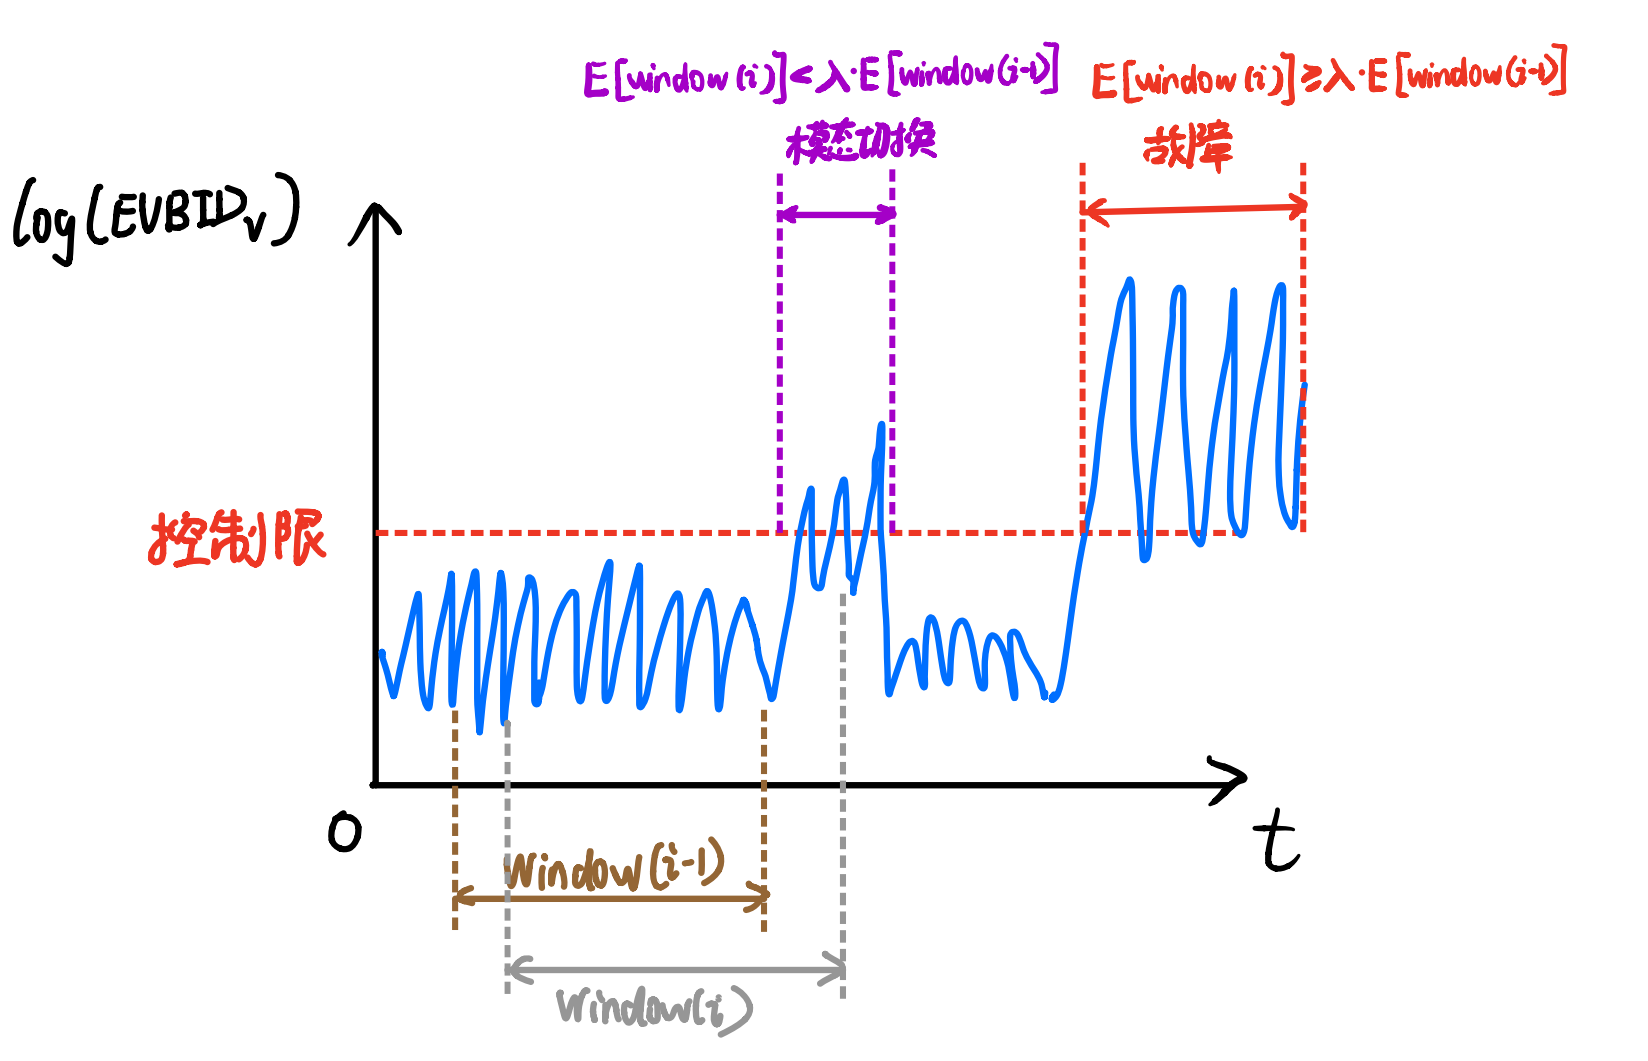 E[window(i)]<λ·E[window(i-1)]
模态切换
E[window(i)]≥λ·E[window(i-1)]
故障
log(EVBIDᵥ)
控制限
0
t
Window(i-1)
Window(i)